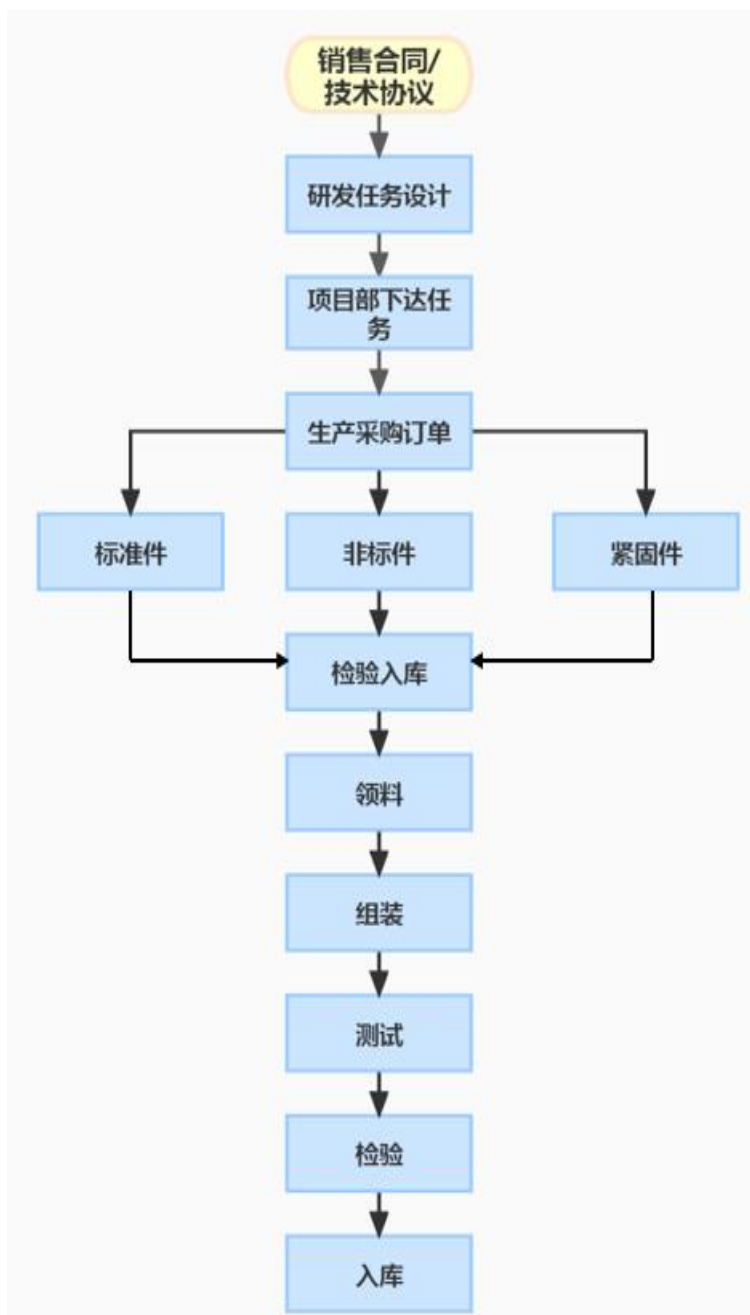 销售合同/
技术协议
研发任务设计
项目部下达任
务
生产采购订单
标准件
非标件
紧固件
检验入库
领料
组装
测试
检验
入库